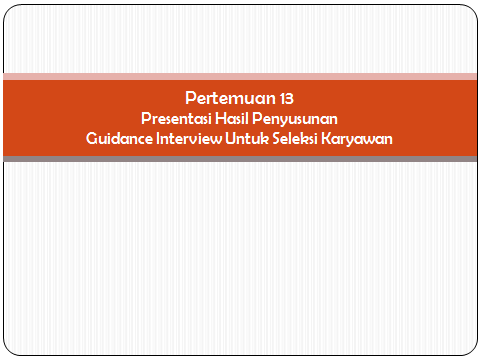 Pertemuan 13
Presentasi Hasil Penyusunan
Guidance Interview Untuk Seleksi Karyawan